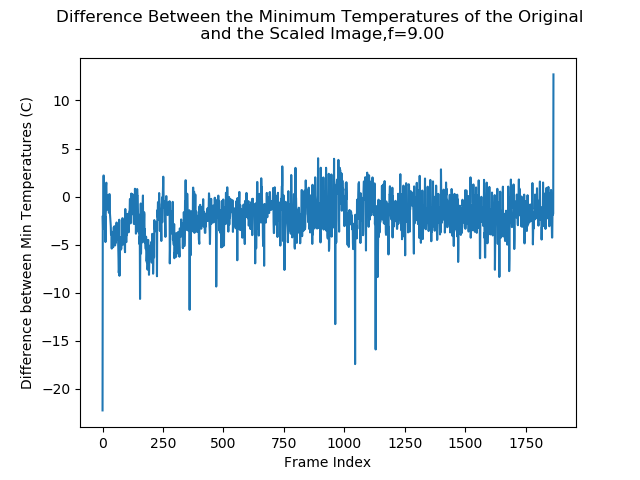 Difference Between the Minimum Temperatures of the Original
and the Scaled Image,f=9.00
10
5
0
−5
−10
−15
−20
Difference between Min Temperatures (C)
0 250 500 750 1000 1250 1500 1750
Frame Index